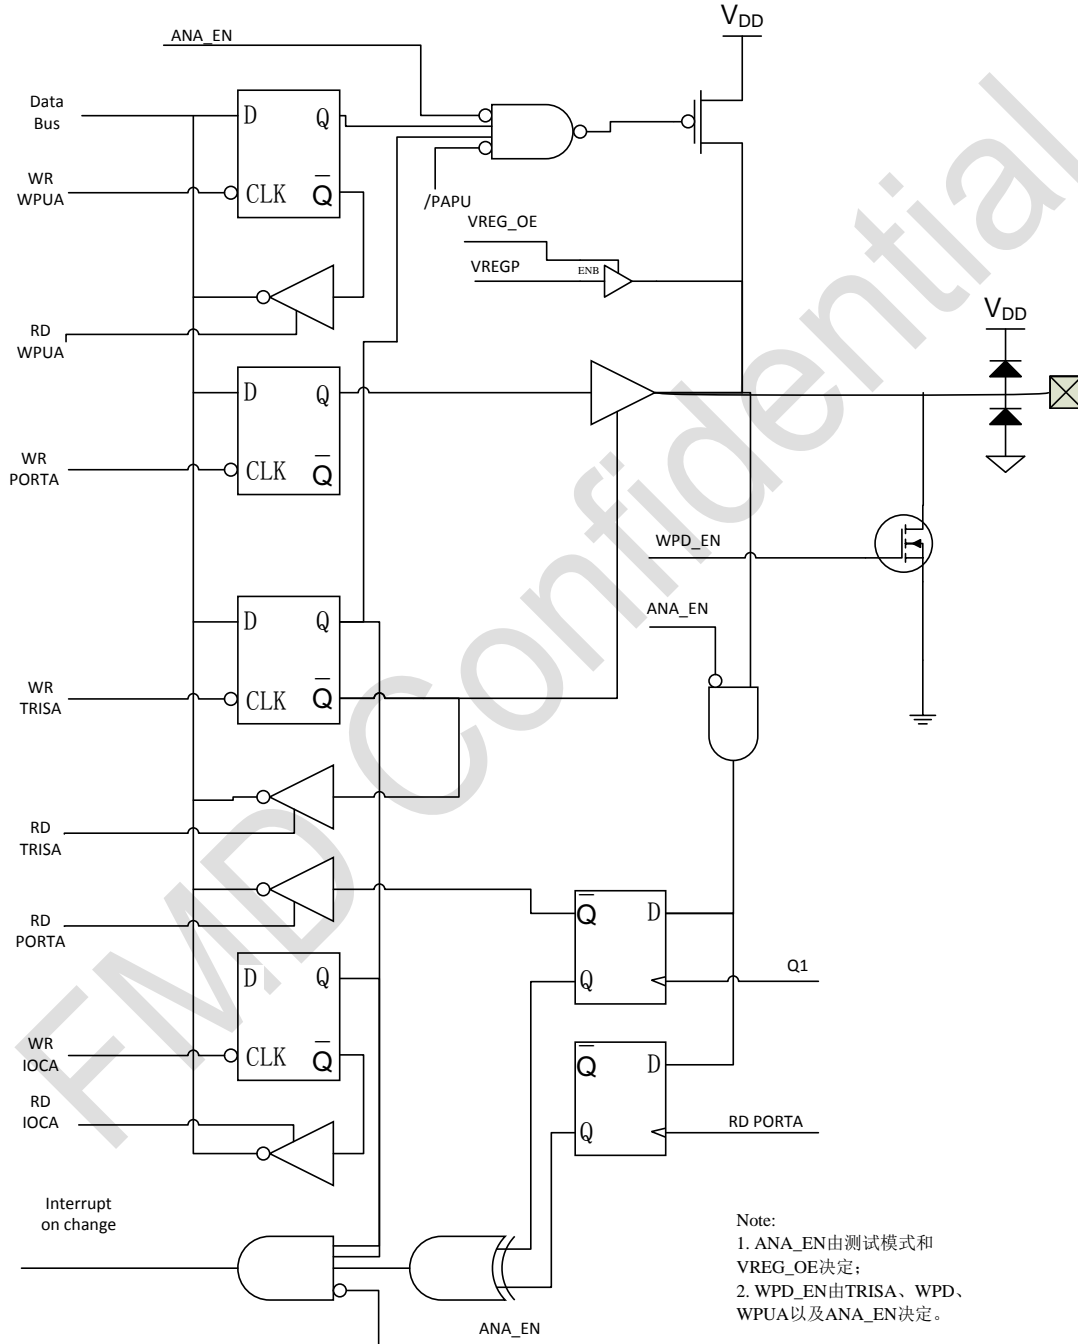 ANA_EN
VDD
Data
Bus
D
Q
WR
WPUA
CLK
Q
/PAPU
VREG_OE
VREGP
ENB
RD
WPUA
VDD
D
Q
WR
PORTA
CLK
Q
WPD_EN
ANA_EN
D
Q
WR
TRISA
CLK
Q
RD
TRISA
RD
PORTA
Q
D
Q
Q1
D
Q
WR
IOCA
CLK
Q
RD
IOCA
Q
D
Q
RD PORTA
Interrupt
on change
ANA_EN
Note:
1. ANA_EN由测试模式和
VREG_OE决定；
2. WPD_EN由TRISA、WPD、
WPUA以及ANA_EN决定。
FMD Confidential